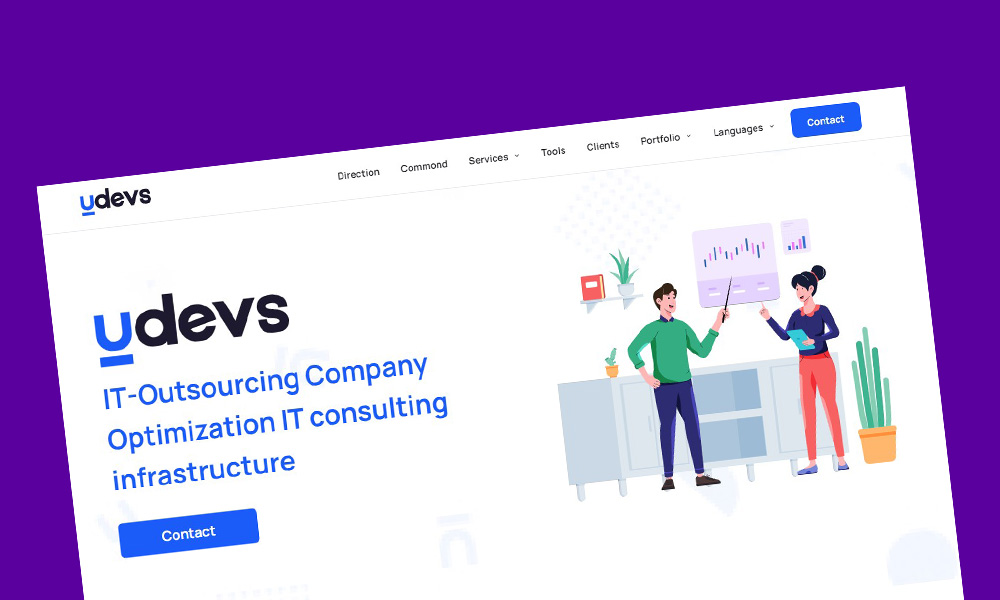 udevs
Direction Commond Services Tools Clients Portfolio Languages Contact
udevs
IT-Outsourcing Company
Optimization IT consulting
infrastructure
Contact